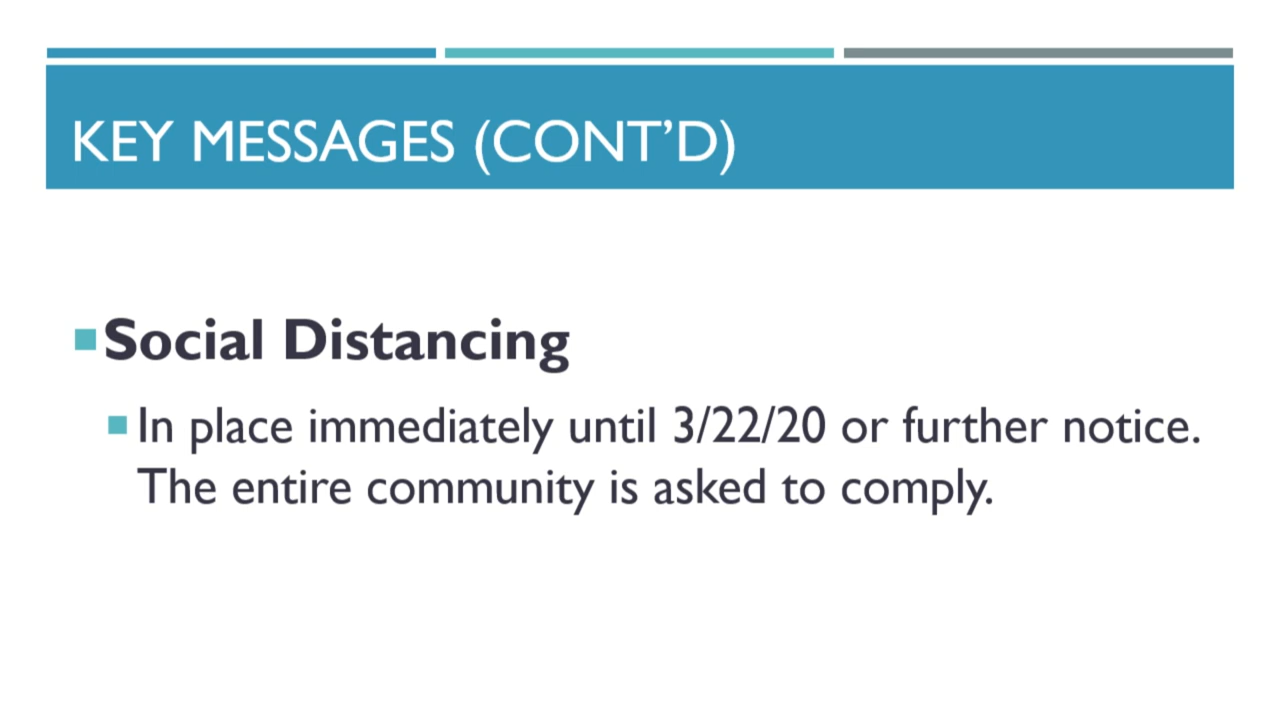 KEY MESSAGES (CONT’D)
Social Distancing
In place immediately until 3/22/20 or further notice.
The entire community is asked to comply.